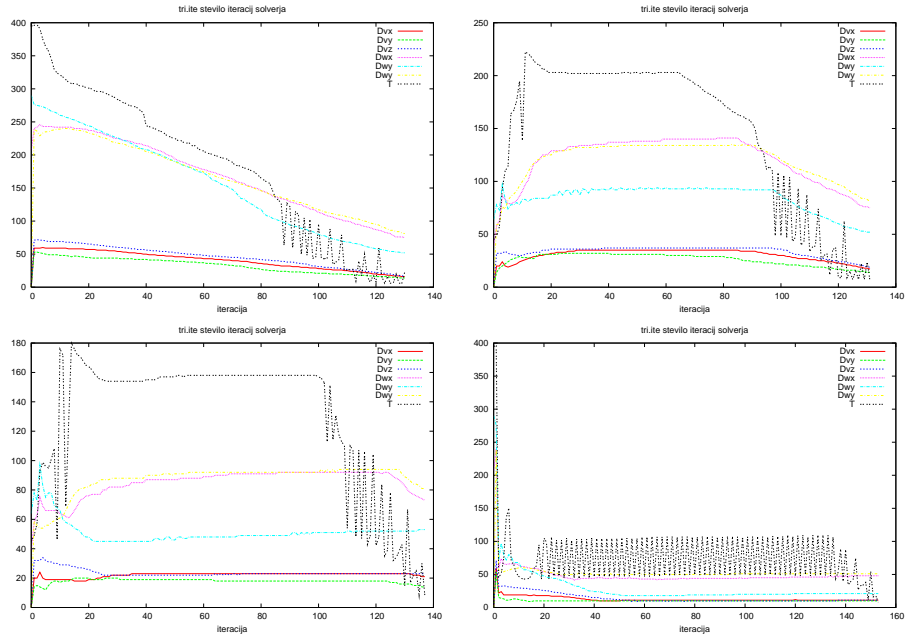 tri.ite stevilo iteracij solverja
400
350
300
250
200
150
100
50
0
0 20 40 60 80 100 120 140
iteracija
Dvx
Dvy
Dvz
Dwx
Dwy
Dwy
T
tri.ite stevilo iteracij solverja
250
200
150
100
50
0
0 20 40 60 80 100 120 140
iteracija
Dvx
Dvy
Dvz
Dwx
Dwy
Dwy
T
tri.ite stevilo iteracij solverja
180
160
140
120
100
80
60
40
20
0
0 20 40 60 80 100 120 140
iteracija
Dvx
Dvy
Dvz
Dwx
Dwy
Dwy
T
tri.ite stevilo iteracij solverja
400
350
300
250
200
150
100
50
0
0 20 40 60 80 100 120 140 160
iteracija
Dvx
Dvy
Dvz
Dwx
Dwy
Dwy
T